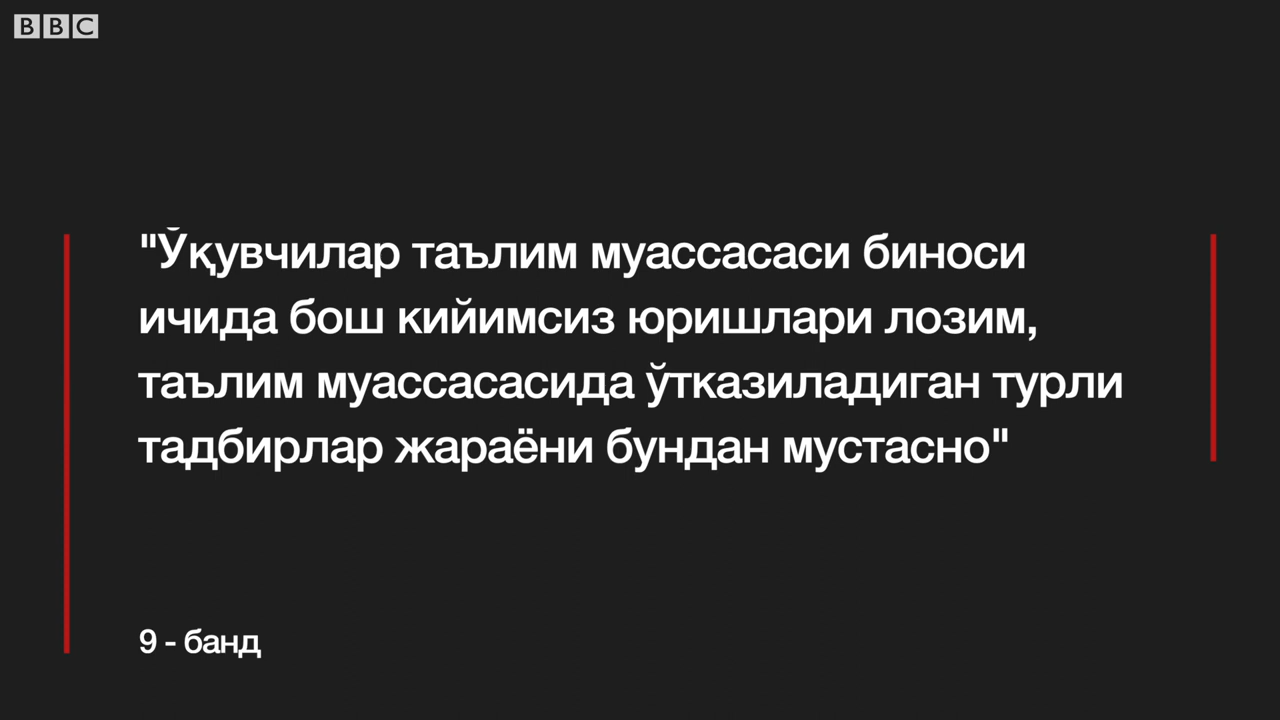 BBC
"Ўқувчилар таълим муассасаси биноси
ичида бош кийимсиз юришлари лозим,
таълим муассасасида ўтказиладиган турли
тадбирлар жараёни бундан мустасно"
9 - банд